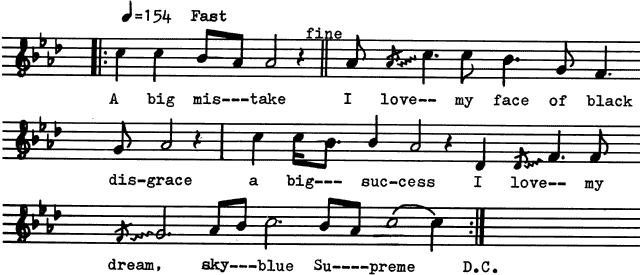 ♩=154 Fast
fine
A big mis---take I love-- my face of black
dis-grace a big--- suc-cess I love-- my
dream, sky---blue Su----preme D.C.